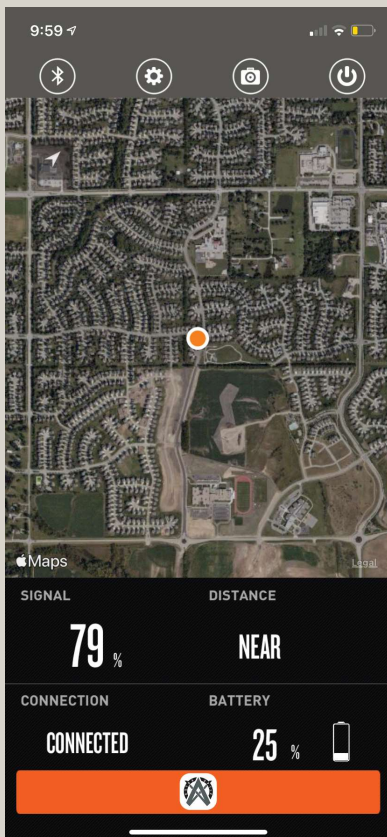 9:59
Maps
Legal
SIGNAL
DISTANCE
79 %
NEAR
CONNECTION
BATTERY
CONNECTED
25 %